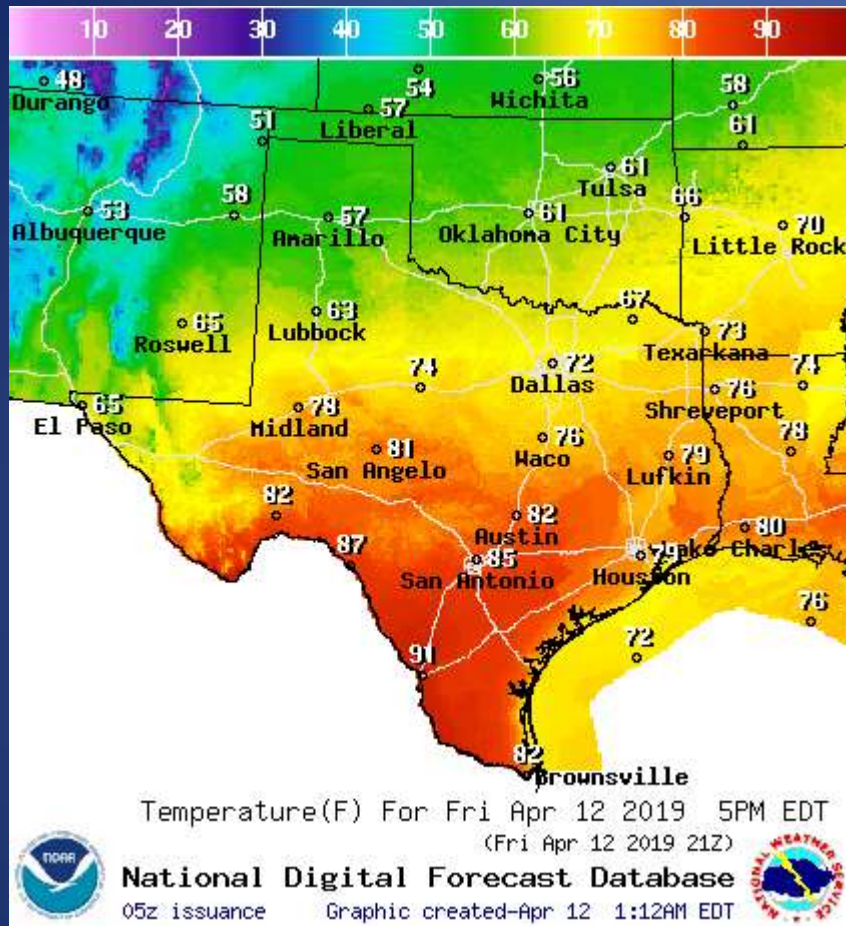 10 20 30 40 50 60 70 80 90
48
Durango
54
56
Wichita
58
57
Liberal
51
61
61
Tulsa
53
Albuquerque
58
57
Amarillo
61
Oklahoma City
66
70
Little Rock
65
Roswell
63
Lubbock
67
73
Texarkana
72
Dallas
74
74
76
Shreveport
65
El Paso
78
Midland
81
San Angelo
76
Waco
79
Lufkin
78
82
82
Austin
80
Lake Charles
87
85
San Antonio
79
Houston
76
72
91
82
Brownsville
Temperature(F) For Fri Apr 12 2019 5PM EDT
(Fri Apr 12 2019 21Z)
National Digital Forecast Database
05z issuance Graphic created-Apr 12 1:12AM EDT
NOAA
NATIONAL WEATHER SERVICE